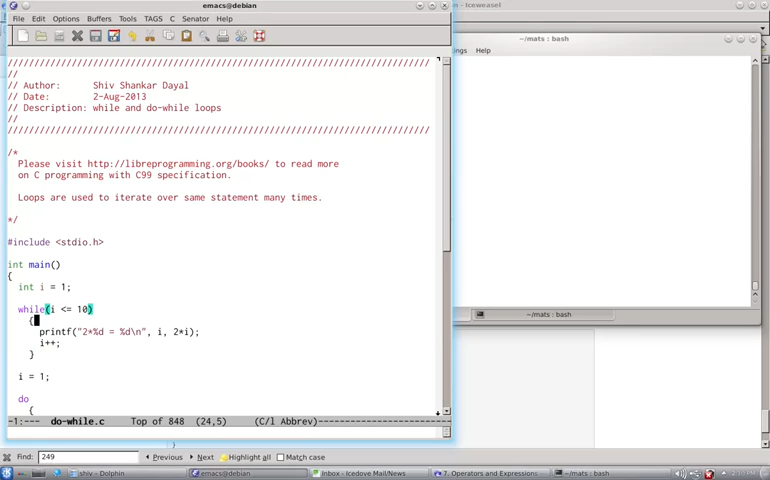 emacs@debian
- Iceweasel
File Edit Options Buffers Tools TAGS C Senator Help
~/mats : bash
ngs Help
////////////////////////////////////////////////////////////////////////////////
//
// Author: Shiv Shankar Dayal
// Date: 2-Aug-2013
// Description: while and do-while loops
//
////////////////////////////////////////////////////////////////////////////////
/*
Please visit http://libreprogramming.org/books/ to read more
on C programming with C99 specification.
Loops are used to iterate over same statement many times.
*/
#include <stdio.h>
int main()
{
int i = 1;
while(i <= 10)
{
printf("2*%d = %d\n", i, 2*i);
i++;
}
i = 1;
do
{
-1:--- do-while.c Top of 848 (24,5) (C/l Abbrev)--------------------------
~/mats : bash
}
Find: 249 Previous Next Highlight all Match case
shiv - Dolphin emacs@debian Inbox - Icedove Mail/News 7. Operators and Expressions ~/mats : bash